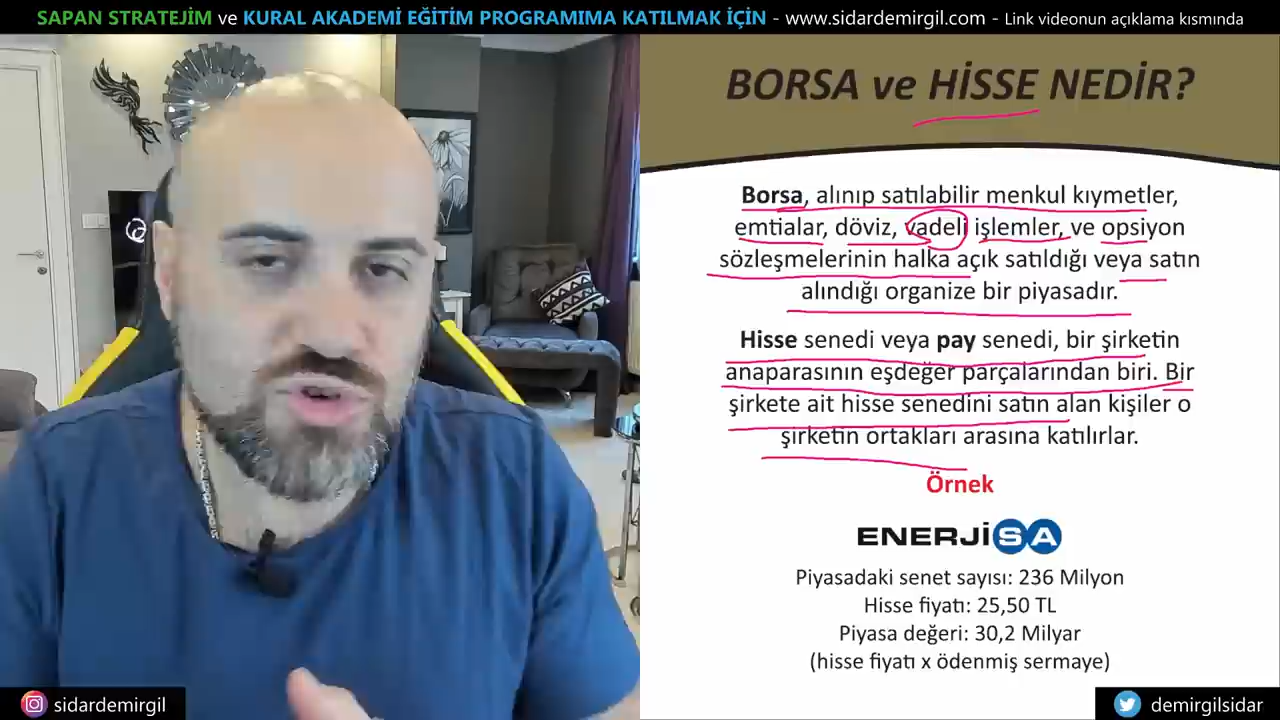 SAPAN STRATEJİM ve KURAL AKADEMİ EĞİTİM PROGRAMIMA KATILMAK İÇİN - www.sidardemirgil.com - Link videonun açıklama kısmında
BORSA ve HİSSE NEDİR?
Borsa, alınıp satılabilir menkul kıymetler,
emtialar, döviz, vadeli işlemler, ve opsiyon
sözleşmelerinin halka açık satıldığı veya satın
alındığı organize bir piyasadır.
Hisse senedi veya pay senedi, bir şirketin
anaparasının eşdeğer parçalarından biri. Bir
şirkete ait hisse senedini satın alan kişiler o
şirketin ortakları arasına katılırlar.
Örnek
ENERJİSA
Piyasadaki senet sayısı: 236 Milyon
Hisse fiyatı: 25,50 TL
Piyasa değeri: 30,2 Milyar
(hisse fiyatı x ödenmiş sermaye)
sidardemirgil
demirgilsidar